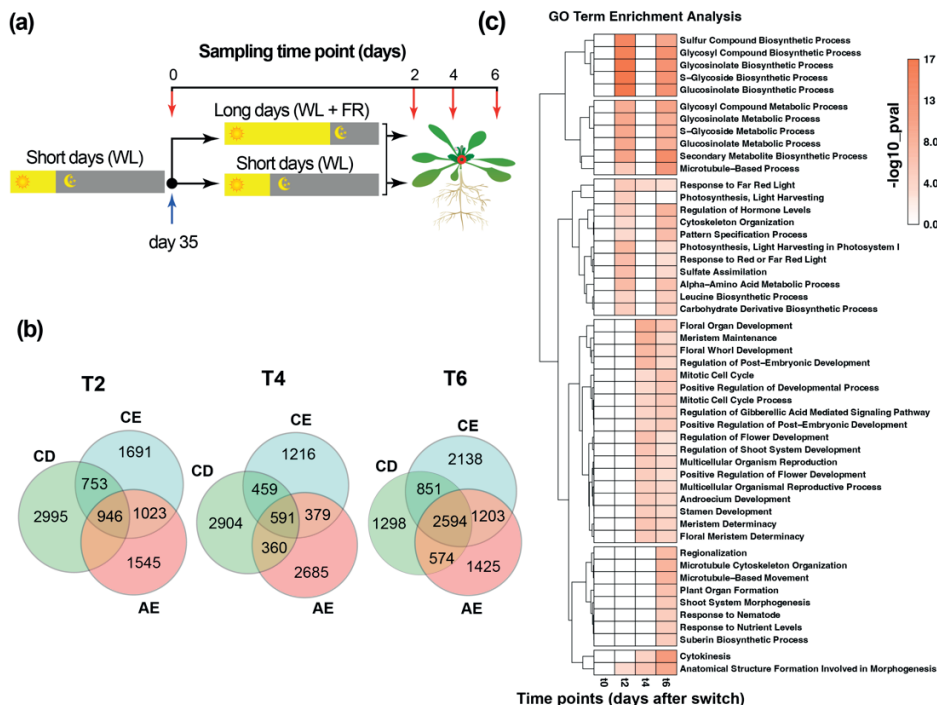 (a)
Sampling time point (days)
0
2
4
6
Long days (WL + FR)
Short days (WL)
Short days (WL)
day 35
(b)
T2
CE
CD
1691
753
2995
946
1023
1545
AE
T4
CE
CD
1216
459
2904
591
379
360
2685
AE
T6
CE
CD
2138
851
1298
2594
1203
574
1425
AE
(c)
GO Term Enrichment Analysis
Sulfur Compound Biosynthetic Process
Glycosyl Compound Biosynthetic Process
Glycosinolate Biosynthetic Process
S-Glycoside Biosynthetic Process
Glucosinolate Biosynthetic Process
Glycosyl Compound Metabolic Process
Glycosinolate Metabolic Process
S-Glycoside Metabolic Process
Glucosinolate Metabolic Process
Secondary Metabolite Biosynthetic Process
Microtubule-Based Process
Response to Far Red Light
Photosynthesis, Light Harvesting
Regulation of Hormone Levels
Cytoskeleton Organization
Pattern Specification Process
Photosynthesis, Light Harvesting in Photosystem I
Response to Red or Far Red Light
Sulfate Assimilation
Alpha-Amino Acid Metabolic Process
Leucine Biosynthetic Process
Carbohydrate Derivative Biosynthetic Process
Floral Organ Development
Meristem Maintenance
Floral Whorl Development
Regulation of Post-Embryonic Development
Mitotic Cell Cycle
Positive Regulation of Developmental Process
Mitotic Cell Cycle Process
Regulation of Gibberellic Acid Mediated Signaling Pathway
Positive Regulation of Post-Embryonic Development
Regulation of Flower Development
Regulation of Shoot System Development
Multicellular Organism Reproduction
Positive Regulation of Flower Development
Multicellular Organismal Reproductive Process
Androecium Development
Stamen Development
Meristem Determinacy
Floral Meristem Determinacy
Regionalization
Microtubule Cytoskeleton Organization
Microtubule-Based Movement
Plant Organ Formation
Shoot System Morphogenesis
Response to Nematode
Response to Nutrient Levels
Suberin Biosynthetic Process
Cytokinesis
Anatomical Structure Formation Involved in Morphogenesis
t0
t2
t4
t6
Time points (days after switch)
-log10_pval
17
13
8.0
4.0
0.0